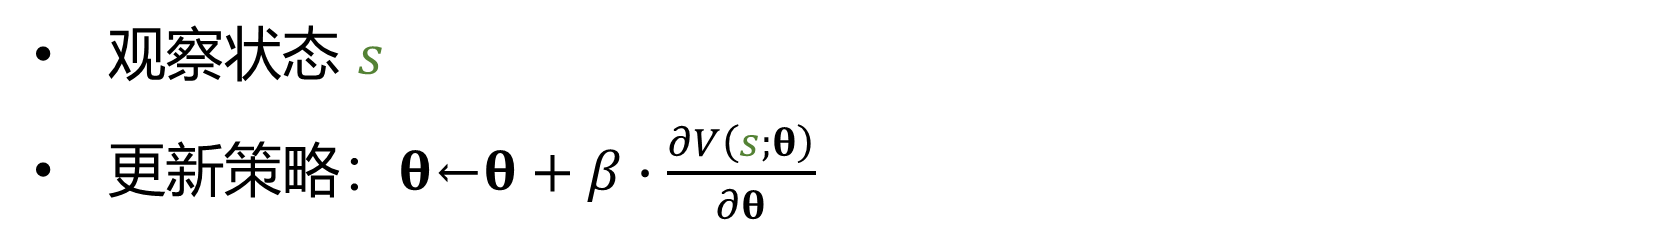 • 观察状态 s
• 更新策略：θ←θ + β · ∂V(s;θ)/∂θ